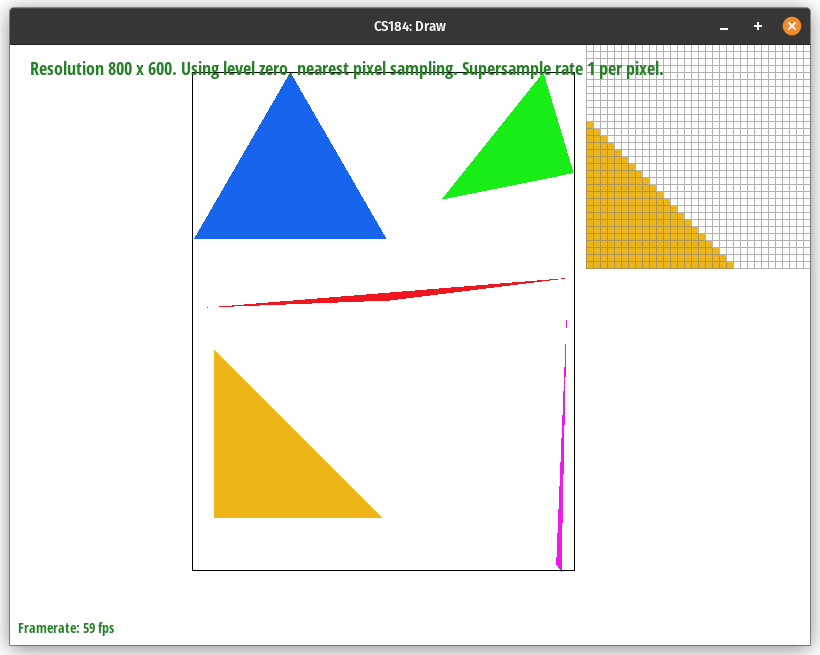 CS184: Draw
Resolution 800 x 600. Using level zero, nearest pixel sampling. Supersample rate 1 per pixel.
Framerate: 59 fps